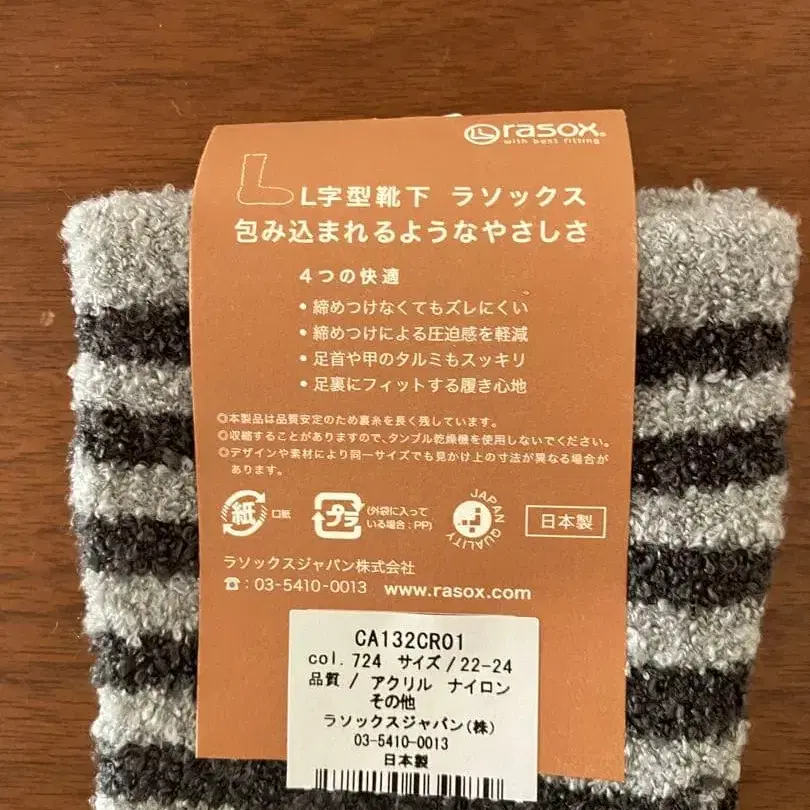 rasox®
with best fitting
L字型靴下 ラソックス
包み込まれるようなやさしさ
4つの快適
• 締めつけなくてもズレにくい
• 締めつけによる圧迫感を軽減
• 足首や甲のタルミもスッキリ
• 足裏にフィットする履き心地
◎本製品は品質安定のため裏糸を長く残しています。
◎収縮することがありますので、タンブル乾燥機を使用しないでください。
◎デザインや素材により同一サイズでも見かけ上の寸法が異なる場合が
あります。
紙 口紙
プラ (外袋に入って
いる場合:PP)
JAPAN QUALITY
日本製
ラソックスジャパン株式会社
☎:03-5410-0013 www.rasox.com
CA132CR01
col.724 サイズ/22-24
品質/ アクリル ナイロン
その他
ラソックスジャパン(株)
03-5410-0013
日本製